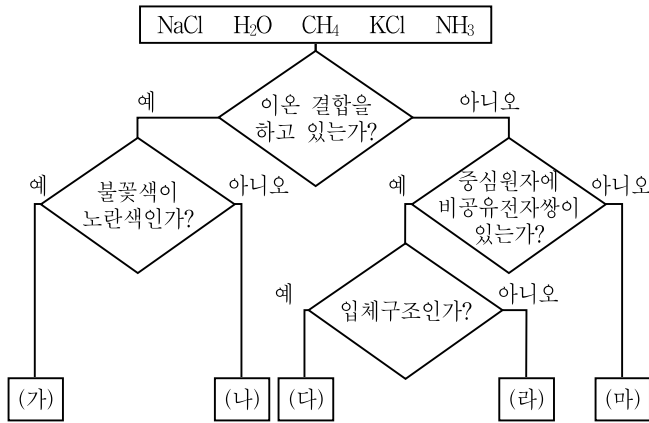 NaCl H₂O CH₄ KCl NH₃
이온 결합을
하고 있는가?
예
아니오
불꽃색이
노란색인가?
예
아니오
중심원자에
비공유전자쌍이
있는가?
예
아니오
입체구조인가?
예
아니오
(가)
(나)
(다)
(라)
(마)